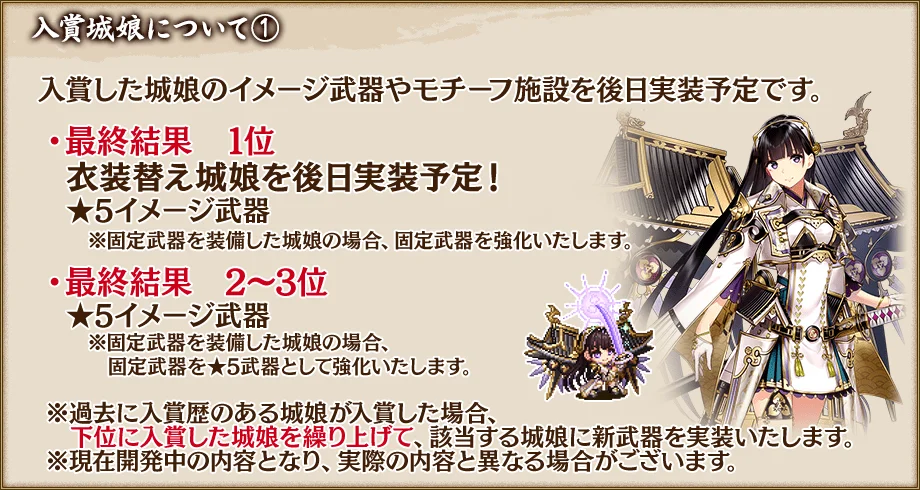 入賞城娘について①
入賞した城娘のイメージ武器やモチーフ施設を後日実装予定です。
・最終結果　1位
衣装替え城娘を後日実装予定！
★5イメージ武器
※固定武器を装備した城娘の場合、固定武器を強化いたします。
・最終結果　2～3位
★5イメージ武器
※固定武器を装備した城娘の場合、
固定武器を★5武器として強化いたします。
※過去に入賞歴のある城娘が入賞した場合、
下位に入賞した城娘を繰り上げて、該当する城娘に新武器を実装いたします。
※現在開発中の内容となり、実際の内容と異なる場合がございます。